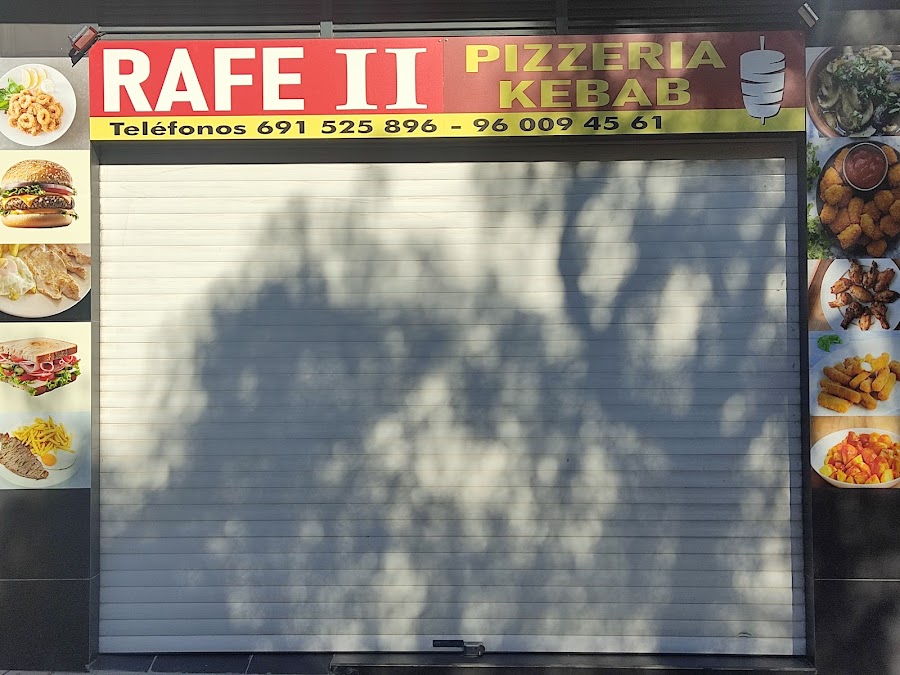 RAFE II
PIZZERIA
KEBAB
Teléfonos 691 525 896 - 96 009 45 61